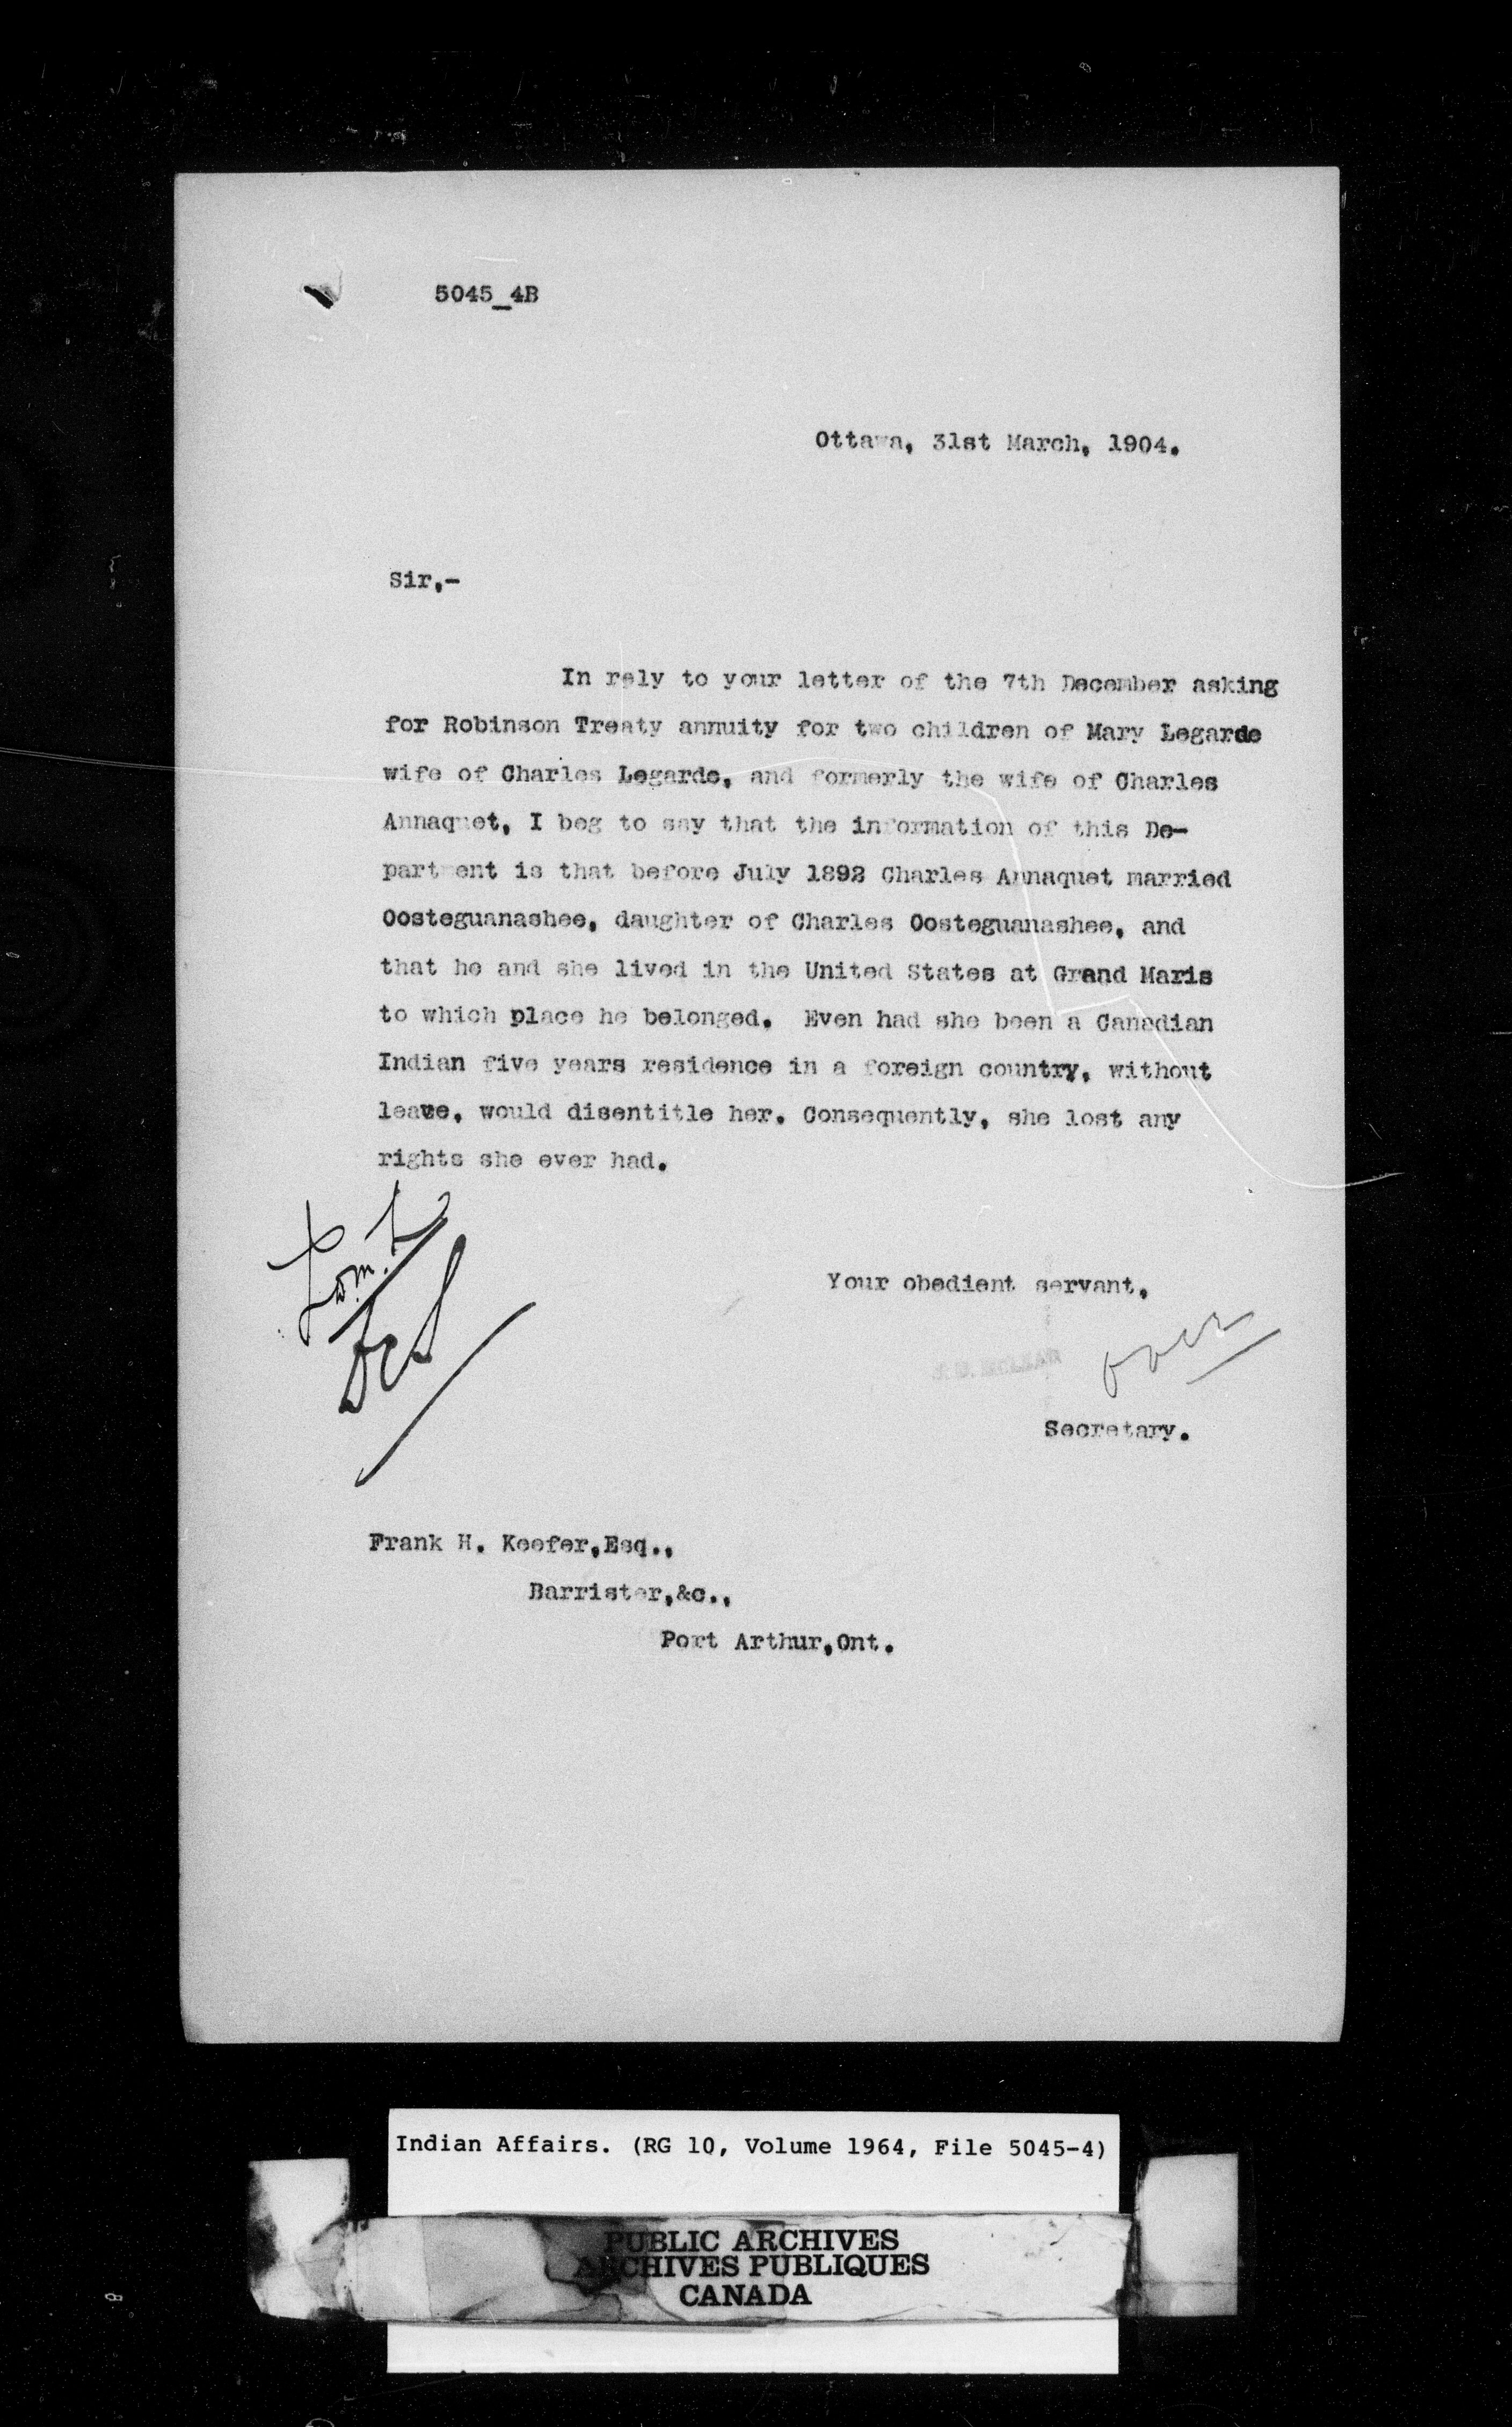 5045_4B
Ottawa, 31st March, 1904.
Sir,-
In rely to your letter of the 7th December asking
for Robinson Treaty annuity for two children of Mary Legarde
wife of Charles Legarde, and formerly the wife of Charles
Annaquet, I beg to say that the information of this De-
partment is that before July 1892 Charles Annaquet married
Oosteguanashee, daughter of Charles Oosteguanashee, and
that he and she lived in the United States at Grand Maris
to which place he belonged. Even had she been a Canadian
Indian five years residence in a foreign country, without
leave, would disentitle her. Consequently, she lost any
rights she ever had.
Your obedient servant,
J. D. McLEAN
over
Secretary.
Frank H. Keefer,Esq.,
Barrister,&c.,
Port Arthur,Ont.
Indian Affairs. (RG 10, Volume 1964, File 5045-4)
PUBLIC ARCHIVES
ARCHIVES PUBLIQUES
CANADA